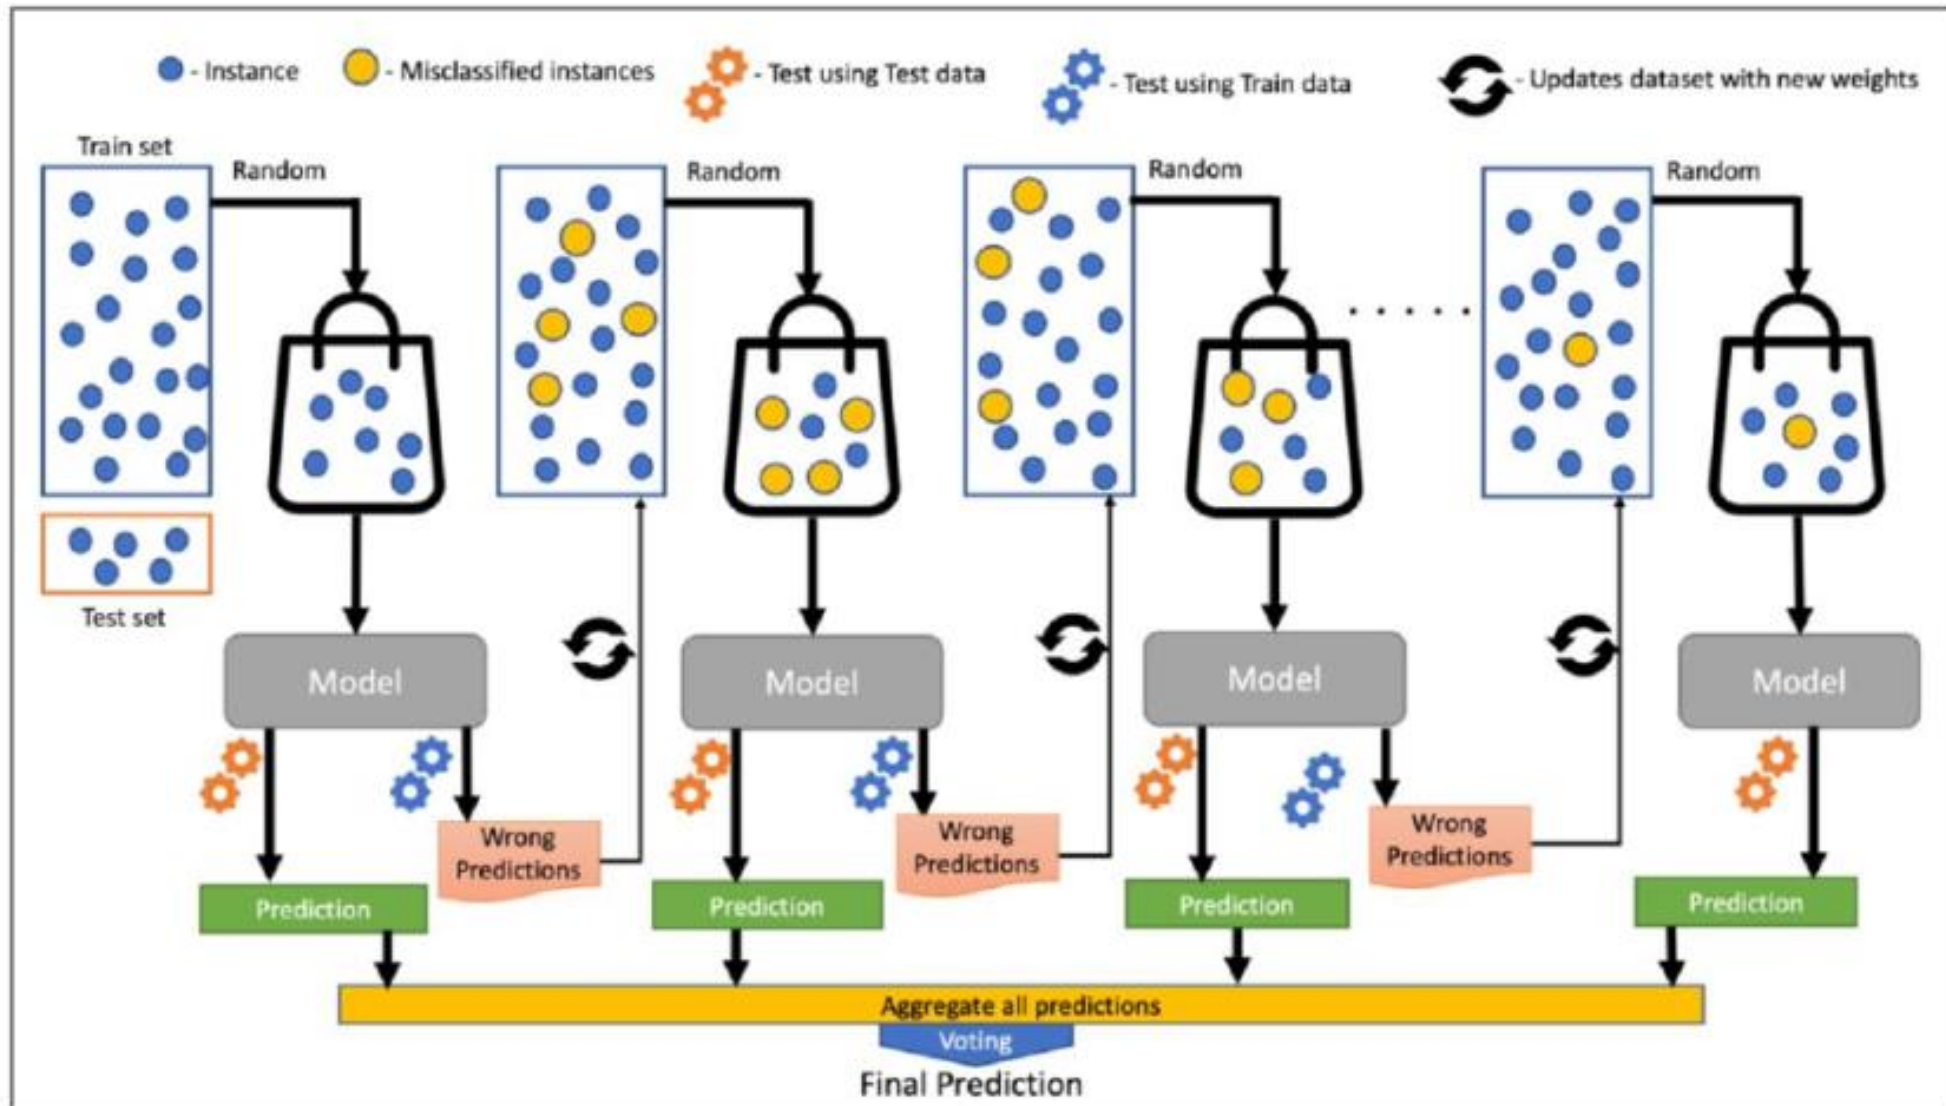 - Instance
- Misclassified instances
- Test using Test data
- Test using Train data
- Updates dataset with new weights
Train set
Random
Random
Random
Random
Test set
Model
Model
Model
Model
Wrong
Predictions
Wrong
Predictions
Wrong
Predictions
Prediction
Prediction
Prediction
Prediction
Aggregate all predictions
Voting
Final Prediction